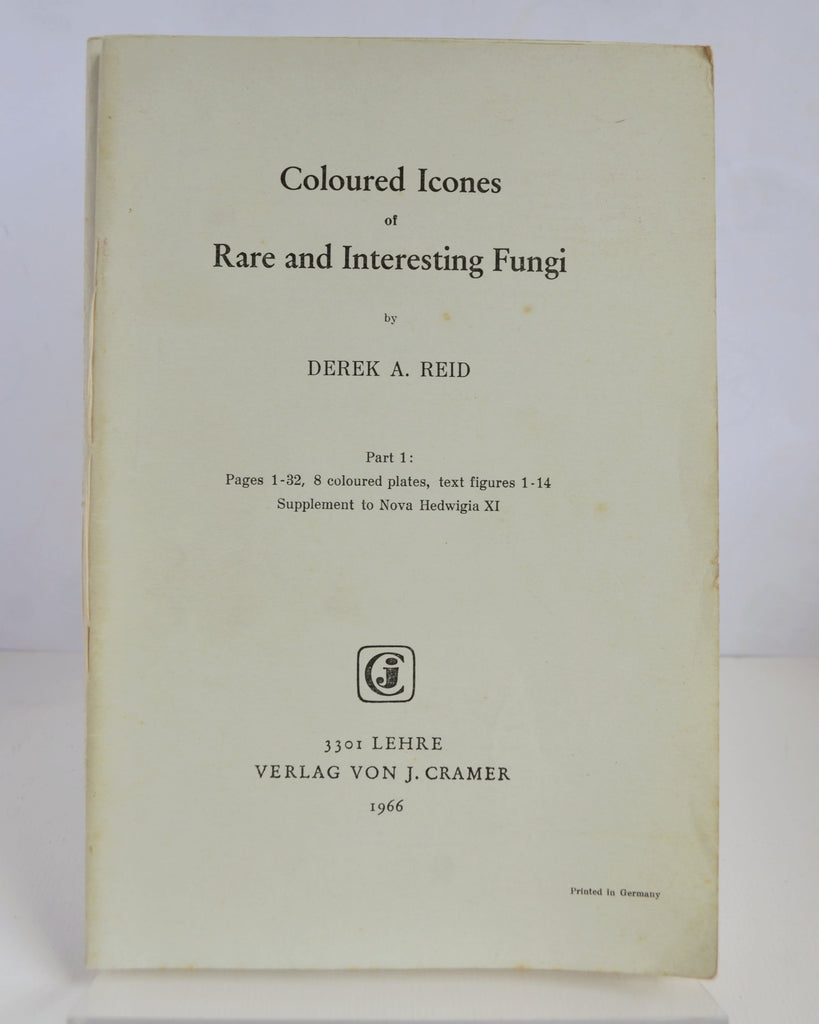 Coloured Icones
of
Rare and Interesting Fungi
by
DEREK A. REID
Part 1:
Pages 1-32, 8 coloured plates, text figures 1-14
Supplement to Nova Hedwigia XI
JC
3301 LEHRE
VERLAG VON J. CRAMER
1966
Printed in Germany